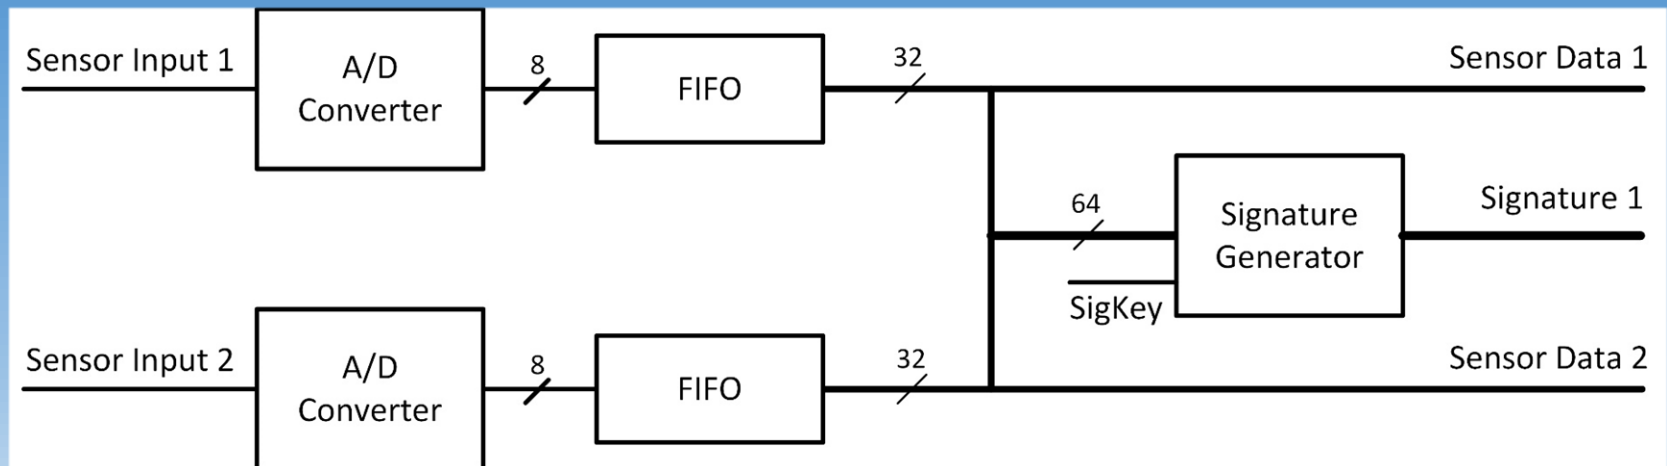 Sensor Input 1
A/D
Converter
8
FIFO
32
Sensor Data 1
64
Signature
Generator
SigKey
Signature 1
Sensor Input 2
A/D
Converter
8
FIFO
32
Sensor Data 2